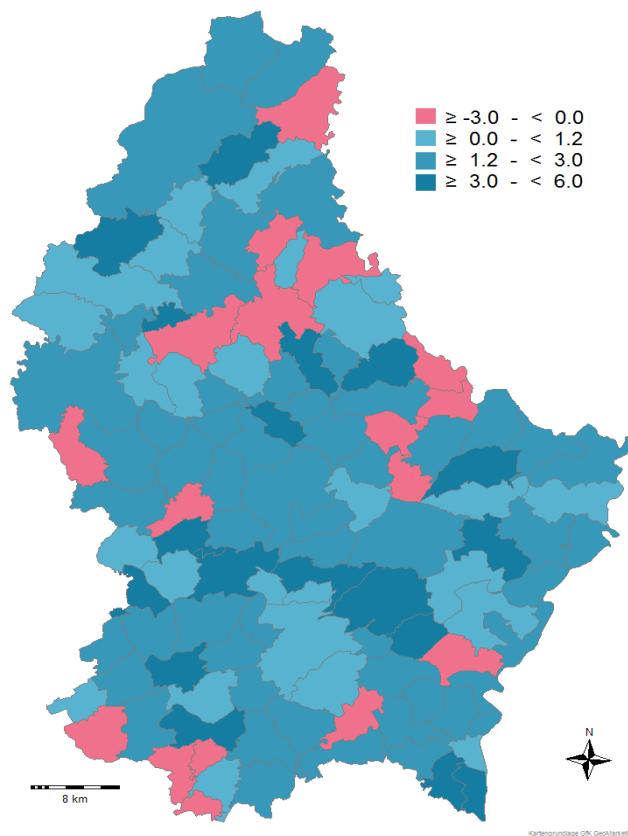 ≥ -3.0 - < 0.0
≥ 0.0 - < 1.2
≥ 1.2 - < 3.0
≥ 3.0 - < 6.0
N
8 km
Kartengrundlage GfK GeoMarketi